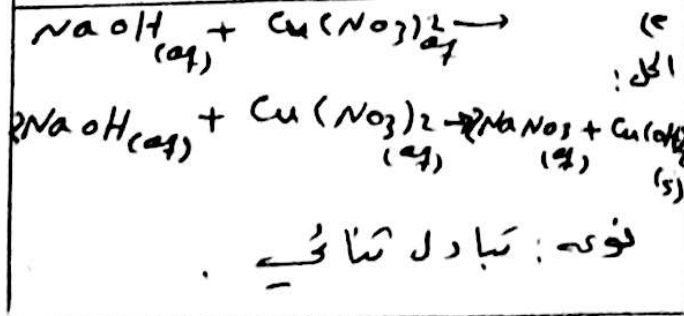 NaOH(aq) + Cu(NO3)2(aq) → (e
الحل:
2NaOH(aq) + Cu(NO3)2(aq) → 2NaNO3(aq) + Cu(OH)2(s)
نوعه: تبادل ثنائي.